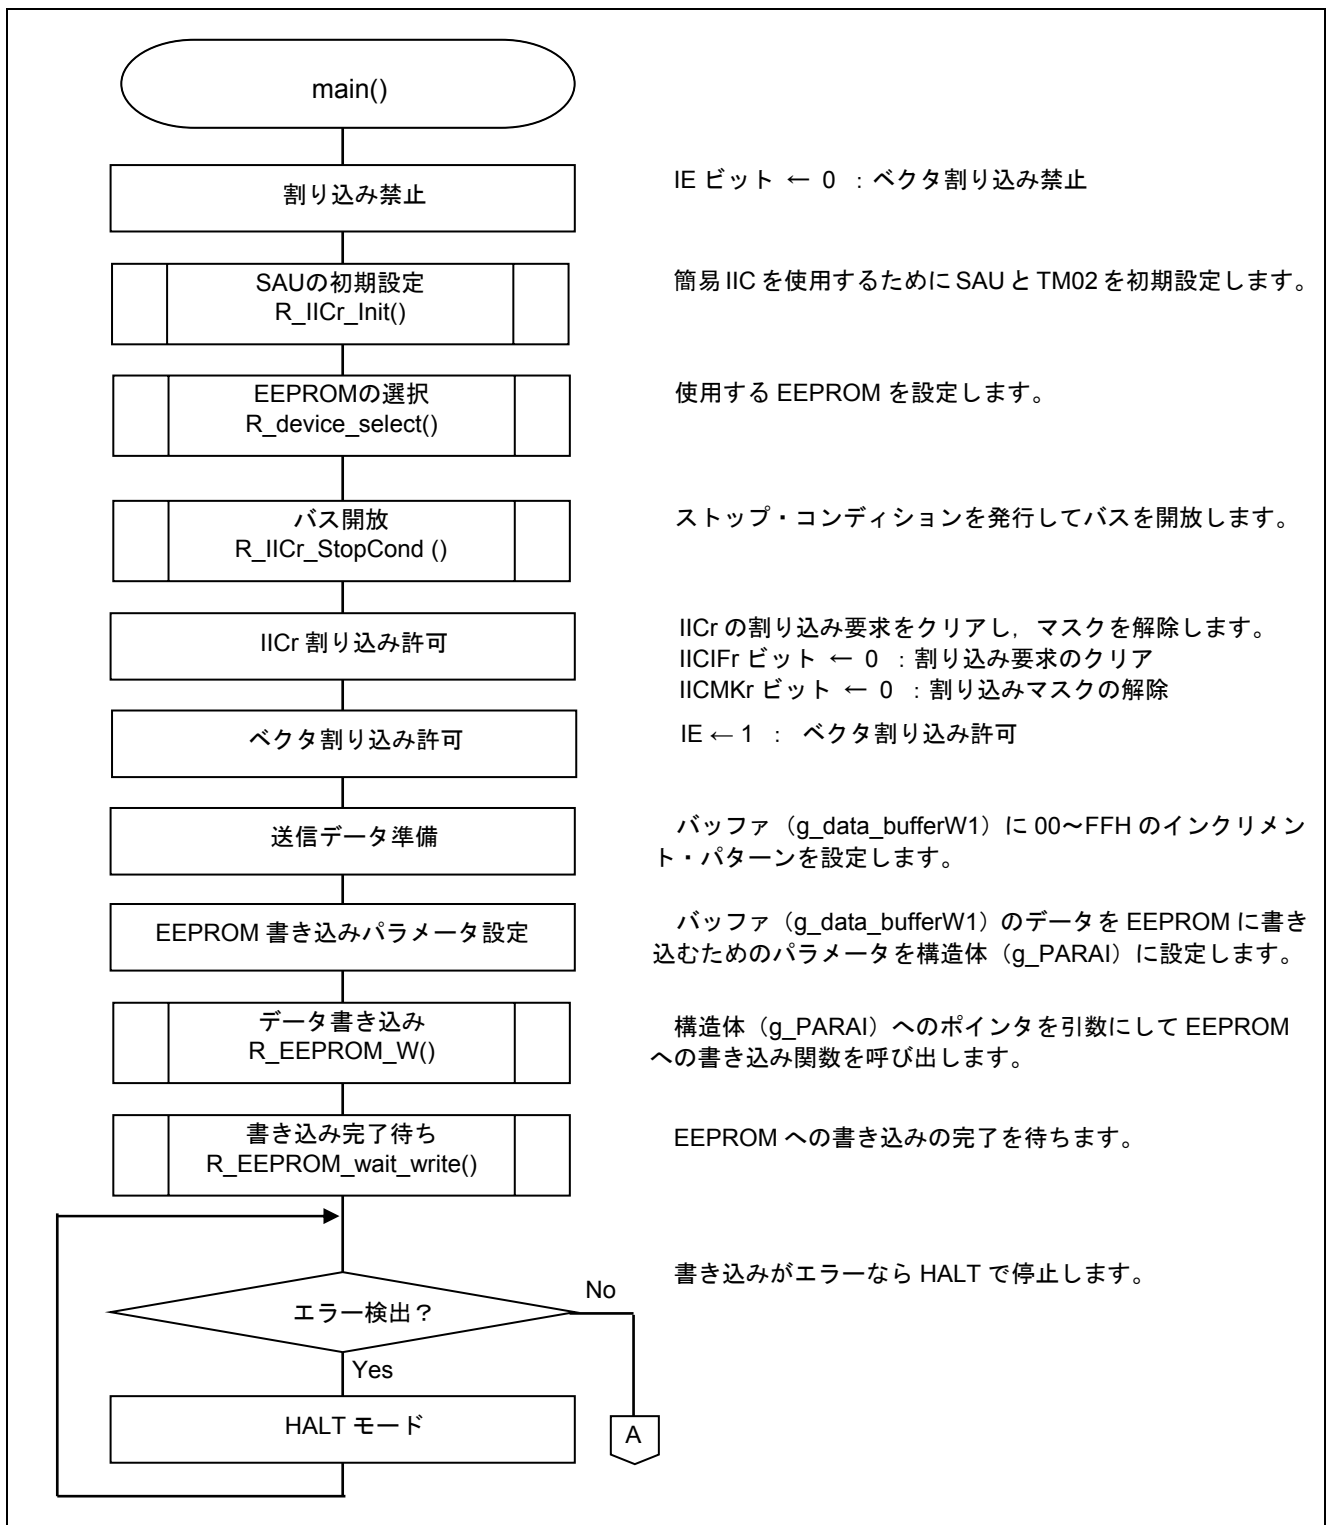 main()
割り込み禁止
IE ビット ← 0 ：ベクタ割り込み禁止
SAUの初期設定
R_IICr_Init()
簡易 IIC を使用するために SAU と TM02 を初期設定します。
EEPROMの選択
R_device_select()
使用する EEPROM を設定します。
バス開放
R_IICr_StopCond ()
ストップ・コンディションを発行してバスを開放します。
IICr 割り込み許可
IICr の割り込み要求をクリアし，マスクを解除します。
IICIFr ビット ← 0 ：割り込み要求のクリア
IICMKr ビット ← 0 ：割り込みマスクの解除
ベクタ割り込み許可
IE ← 1 ： ベクタ割り込み許可
送信データ準備
バッファ（g_data_bufferW1）に 00～FFH のインクリメン
ト・パターンを設定します。
EEPROM 書き込みパラメータ設定
バッファ（g_data_bufferW1）のデータを EEPROM に書き
込むためのパラメータを構造体（g_PARAI）に設定します。
データ書き込み
R_EEPROM_W()
構造体（g_PARAI）へのポインタを引数にして EEPROM
への書き込み関数を呼び出します。
書き込み完了待ち
R_EEPROM_wait_write()
EEPROM への書き込みの完了を待ちます。
書き込みがエラーなら HALT で停止します。
エラー検出？
No
Yes
HALT モード
A